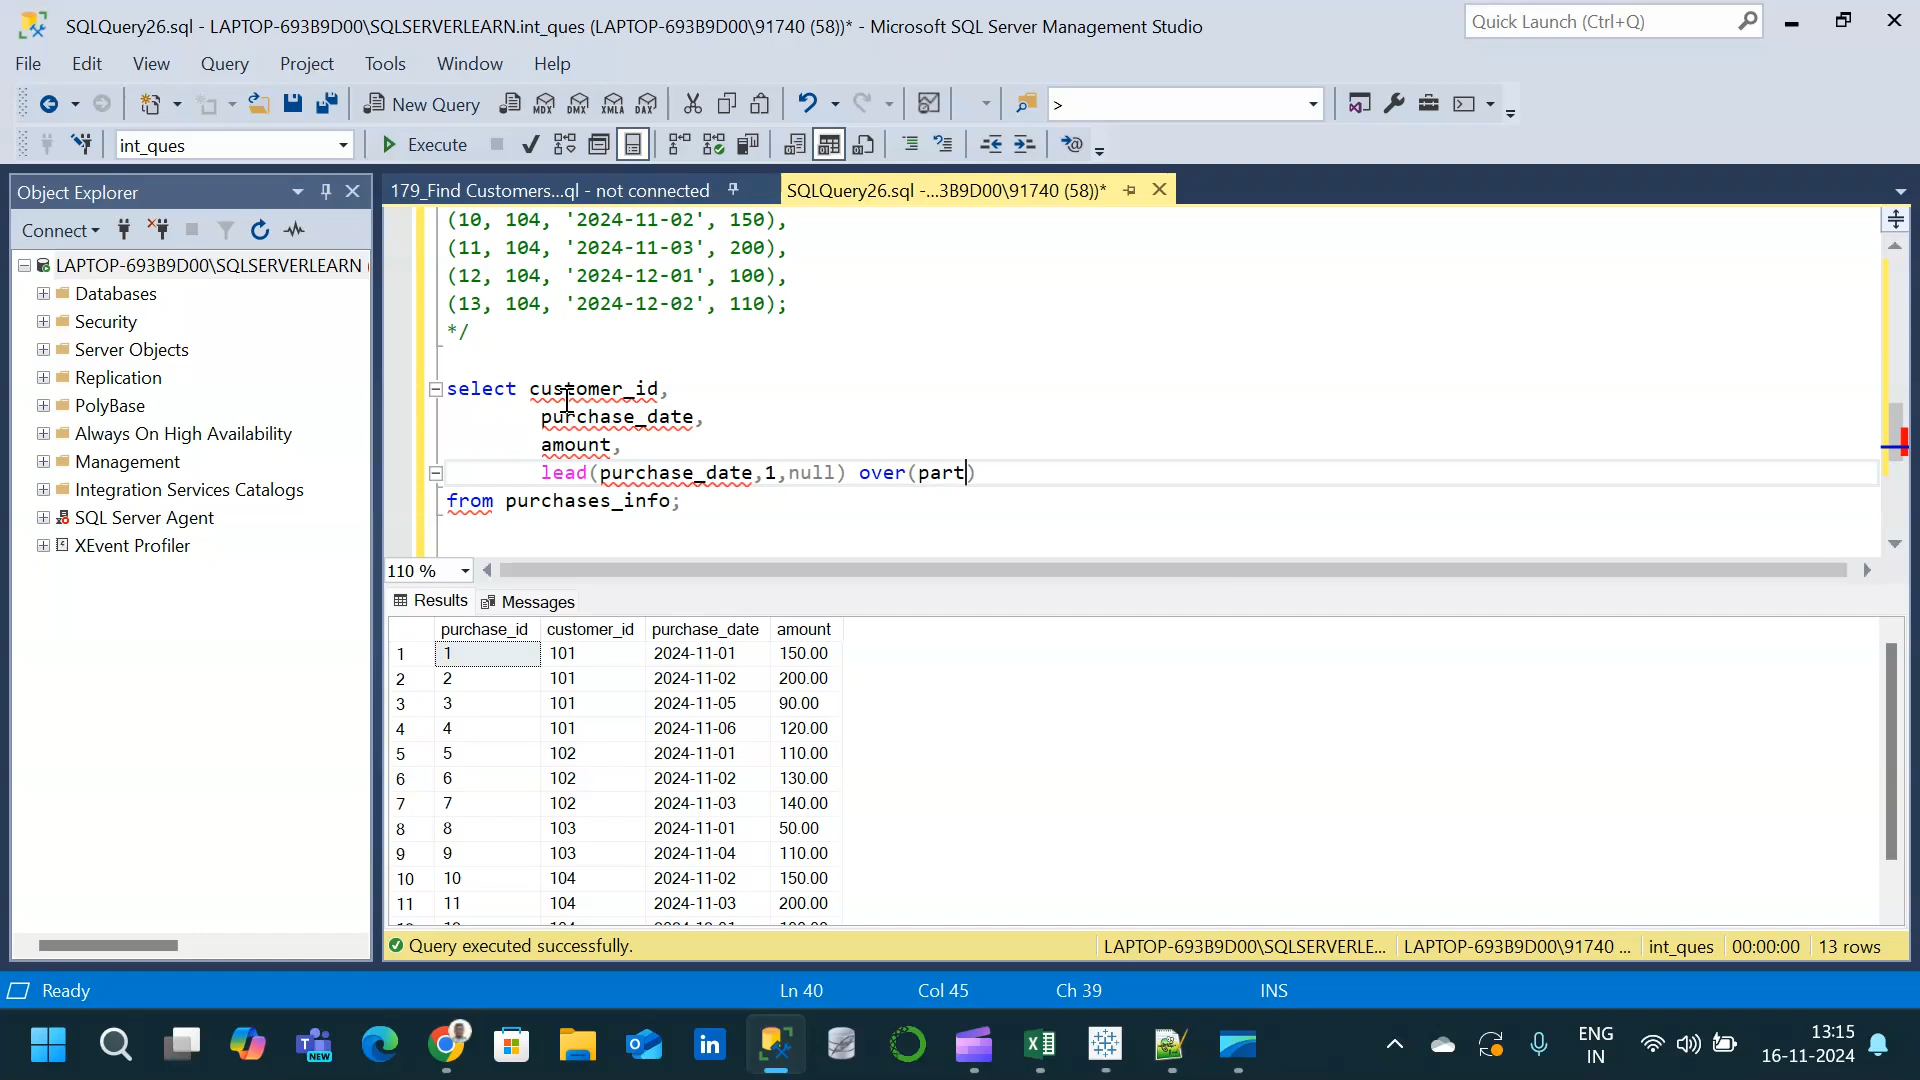 SQLQuery26.sql - LAPTOP-693B9D00\SQLSERVERLEARN.int_ques (LAPTOP-693B9D00\91740 (58))* - Microsoft SQL Server Management Studio
Quick Launch (Ctrl+Q)
File Edit View Query Project Tools Window Help
New Query MDX DMX XMLA DAX >
int_ques Execute
Object Explorer
179_Find Customers...ql - not connected
SQLQuery26.sql -...3B9D00\91740 (58))*
Connect
LAPTOP-693B9D00\SQLSERVERLEARN (
Databases
Security
Server Objects
Replication
PolyBase
Always On High Availability
Management
Integration Services Catalogs
SQL Server Agent
XEvent Profiler
(10, 104, '2024-11-02', 150),
(11, 104, '2024-11-03', 200),
(12, 104, '2024-12-01', 100),
(13, 104, '2024-12-02', 110);
*/
select customer_id,
purchase_date,
amount,
lead(purchase_date,1,null) over(part)
from purchases_info;
110 %
Results Messages
purchase_id customer_id purchase_date amount
1 1 101 2024-11-01 150.00
2 2 101 2024-11-02 200.00
3 3 101 2024-11-05 90.00
4 4 101 2024-11-06 120.00
5 5 102 2024-11-01 110.00
6 6 102 2024-11-02 130.00
7 7 102 2024-11-03 140.00
8 8 103 2024-11-01 50.00
9 9 103 2024-11-04 110.00
10 10 104 2024-11-02 150.00
11 11 104 2024-11-03 200.00
Query executed successfully. LAPTOP-693B9D00\SQLSERVERLE... LAPTOP-693B9D00\91740 ... int_ques 00:00:00 13 rows
Ready Ln 40 Col 45 Ch 39 INS
NEW
ENG
IN
13:15
16-11-2024